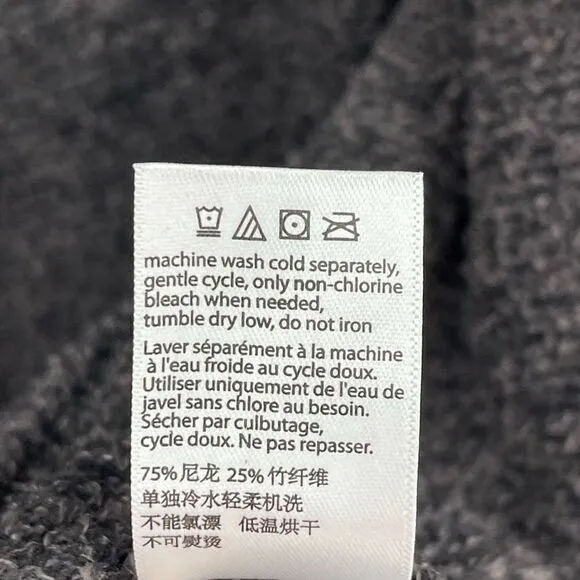 machine wash cold separately,
gentle cycle, only non-chlorine
bleach when needed,
tumble dry low, do not iron
Laver séparément à la machine
à l'eau froide au cycle doux.
Utiliser uniquement de l'eau de
javel sans chlore au besoin.
Sécher par culbutage,
cycle doux. Ne pas repasser.
75% 尼龙 25% 竹纤维
单独冷水轻柔机洗
不能氯漂 低温烘干
不可熨烫